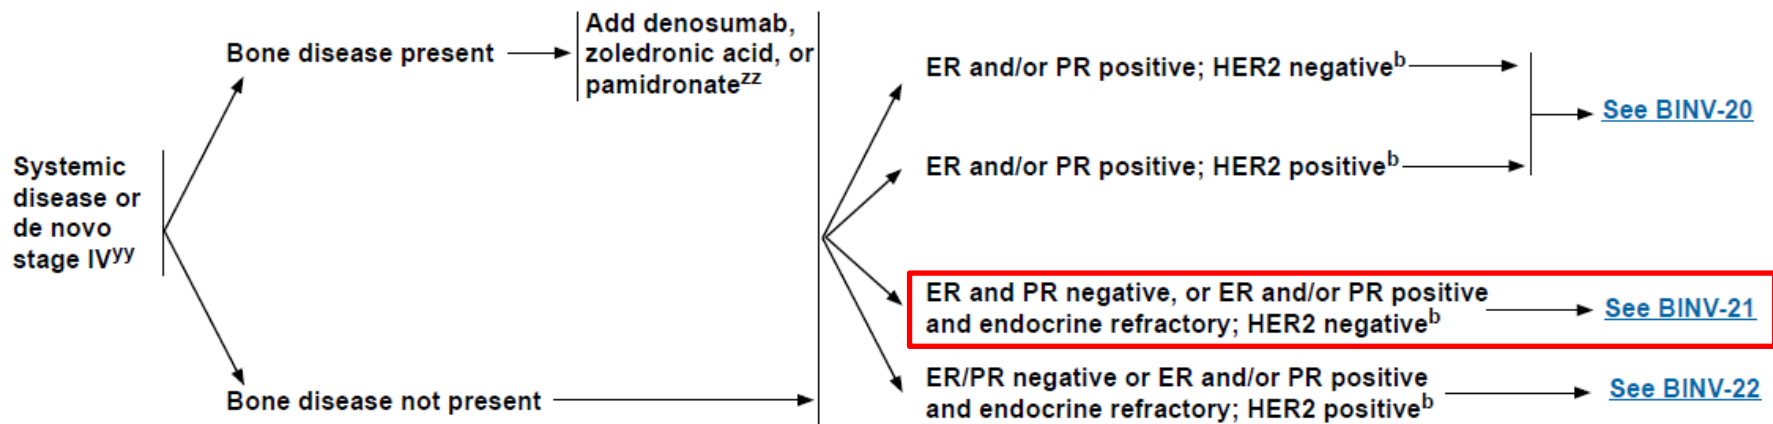 Systemic
disease or
de novo
stage IVyy
Bone disease present
Add denosumab,
zoledronic acid, or
pamidronatezz
Bone disease not present
ER and/or PR positive; HER2 negativeb
ER and/or PR positive; HER2 positiveb
See BINV-20
ER and PR negative, or ER and/or PR positive
and endocrine refractory; HER2 negativeb
See BINV-21
ER/PR negative or ER and/or PR positive
and endocrine refractory; HER2 positiveb
See BINV-22